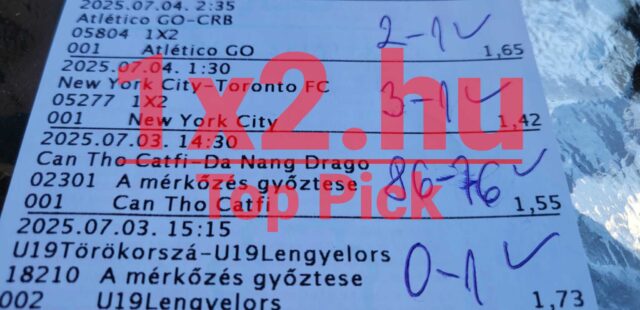 2025.07.04. 2:35
Atlético GO-CRB
05804 1X2
001 Atlético GO 2-1✓ 1,65
2025.07.04. 1:30
New York City-Toronto FC
05277 1X2
001 New York City 3-1✓ 1,42
2025.07.03. 14:30
Can Tho Catfi-Da Nang Drago
02301 A mérkőzés győztese 86-76✓
001 Can Tho Catfi 1,55
2025.07.03. 15:15
U19Törökorszá-U19Lengyelors
18210 A mérkőzés győztese 0-1✓
002 U19Lengyelors 1,73
1x2.hu
Top Pick